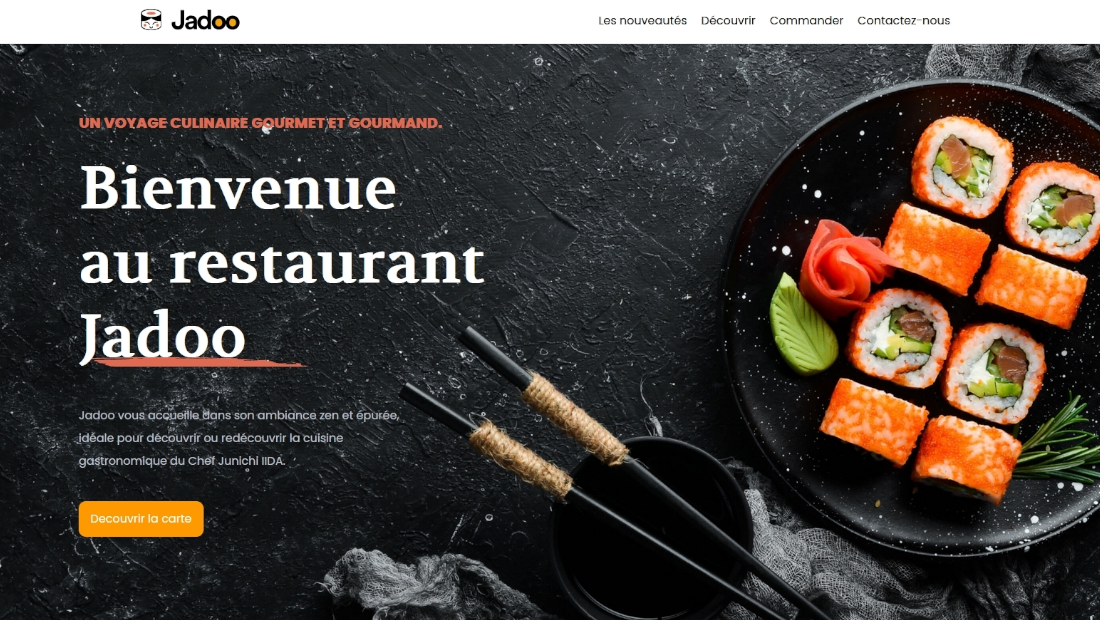 Jadoo
Les nouveautés Découvrir Commander Contactez-nous
UN VOYAGE CULINAIRE GOURMET ET GOURMAND.
Bienvenue
au restaurant
Jadoo
Jadoo vous accueille dans son ambiance zen et épurée,
idéale pour découvrir ou redécouvrir la cuisine
gastronomique du Chef Junichi IIDA.
Decouvrir la carte